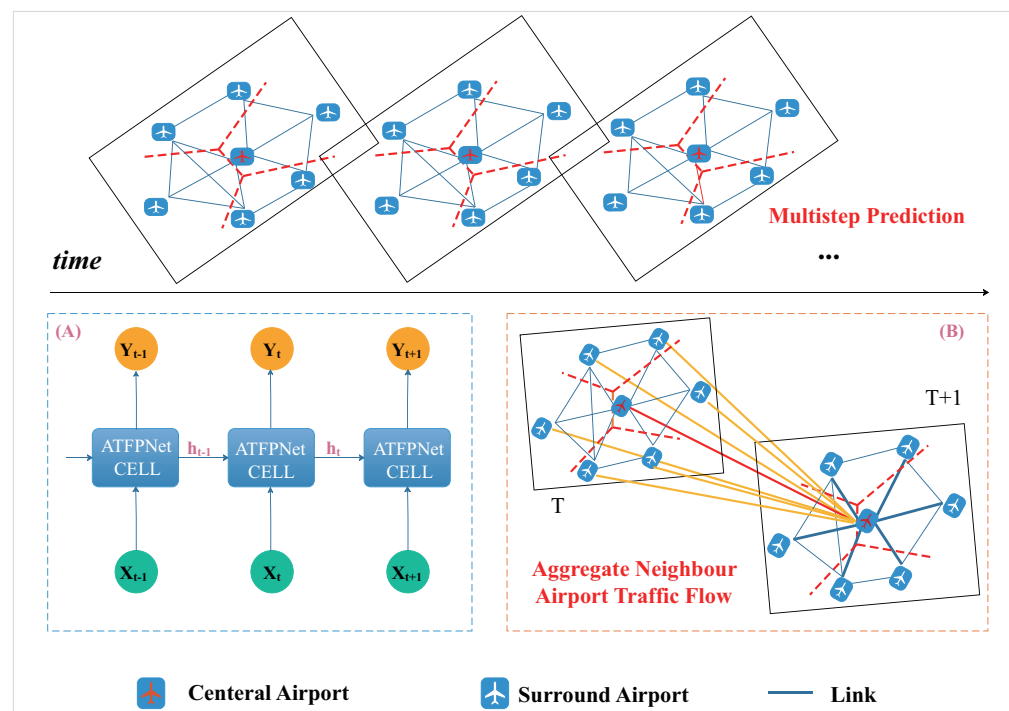 Multistep Prediction
...
time
(A)
Yt-1
Yt
Yt+1
ATFPNet
CELL
ht-1
ATFPNet
CELL
ht
ATFPNet
CELL
Xt-1
Xt
Xt+1
(B)
T+1
T
Aggregate Neighbour
Airport Traffic Flow
Centeral Airport
Surround Airport
Link